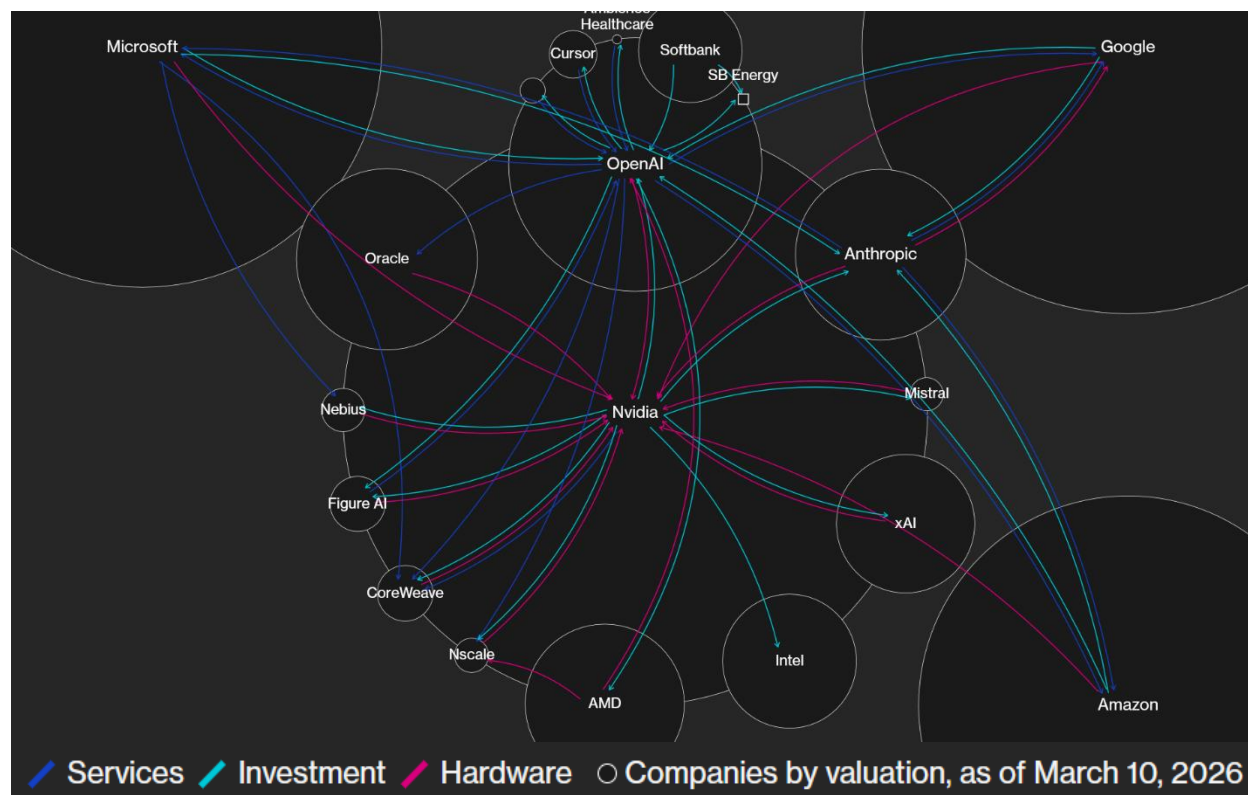 Ambience
Healthcare
Microsoft
Cursor
Softbank
Google
SB Energy
OpenAI
Oracle
Anthropic
Nebius
Nvidia
Mistral
Figure AI
xAI
CoreWeave
Nscale
Intel
AMD
Amazon
Services Investment Hardware Companies by valuation, as of March 10, 2026